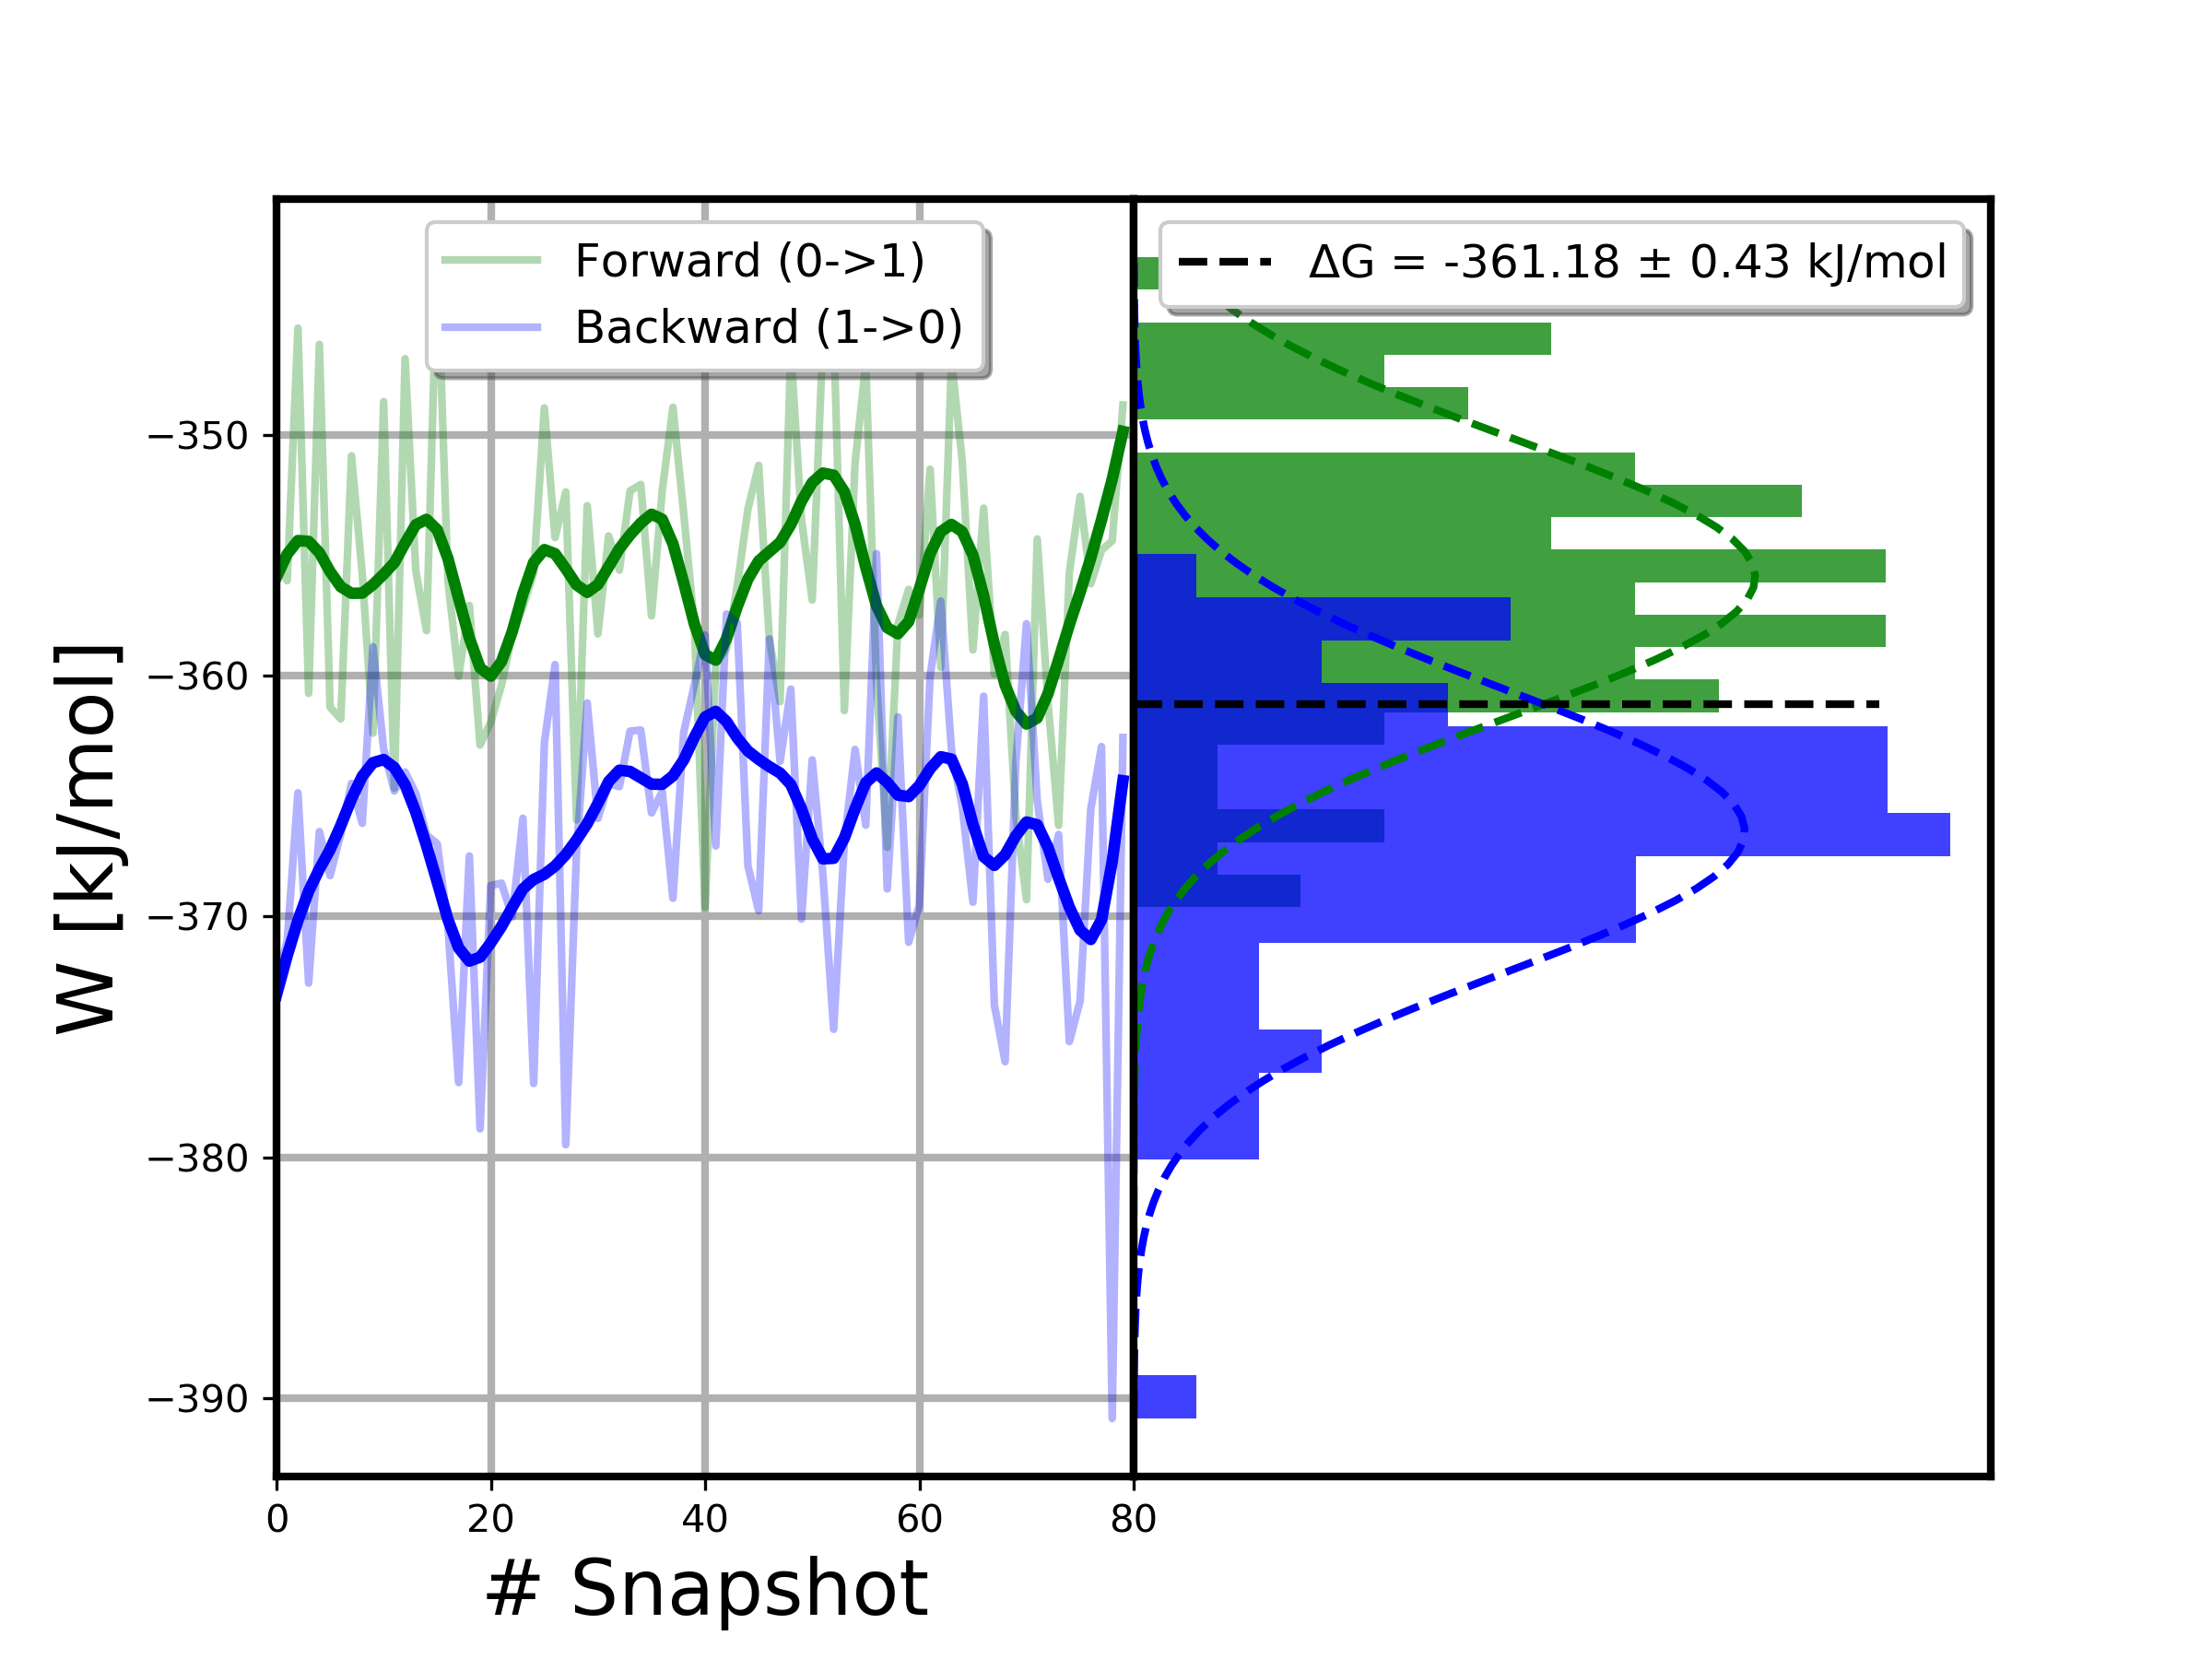 Forward (0->1)
Backward (1->0)
ΔG = -361.18 ± 0.43 kJ/mol
W [kJ/mol]
−350
−360
−370
−380
−390
0 20 40 60 80
# Snapshot